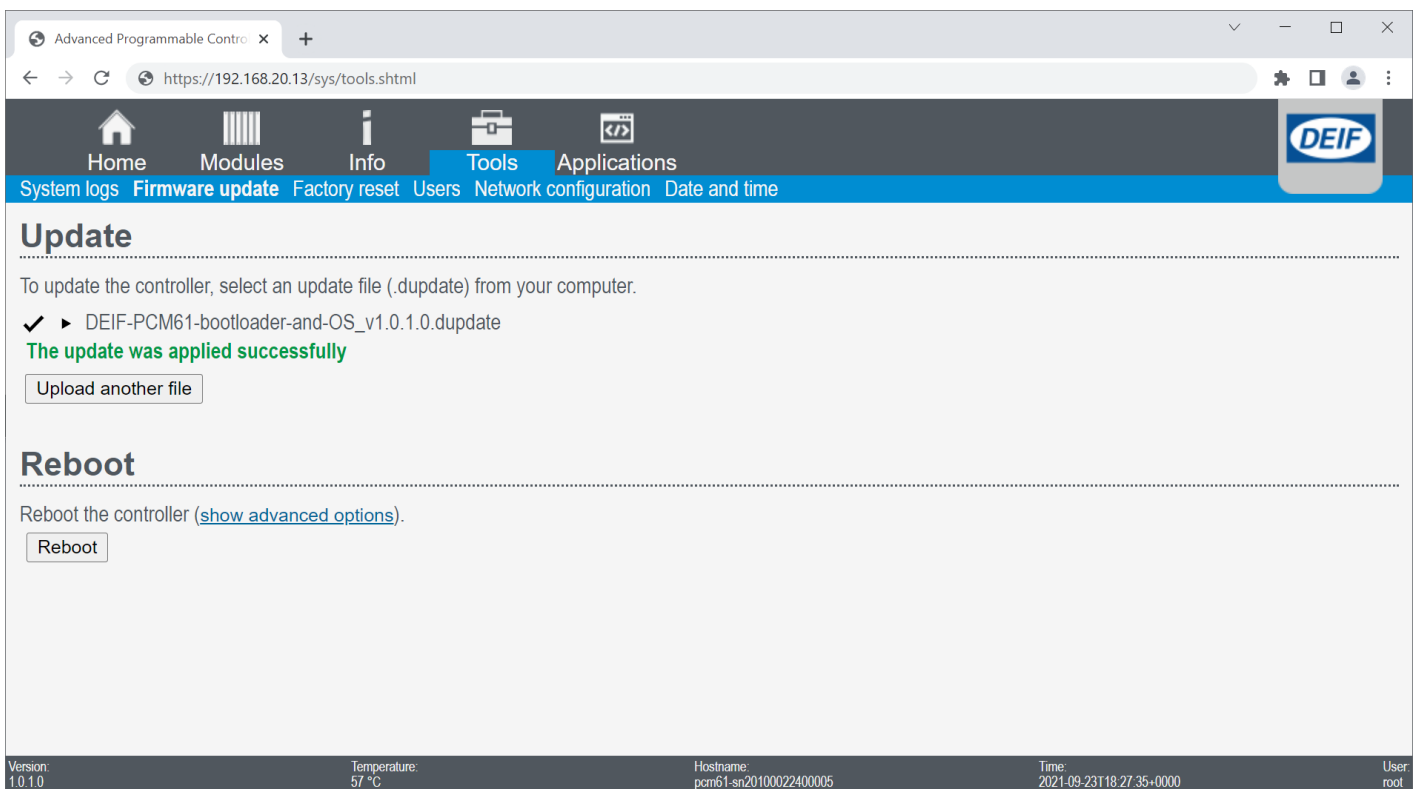 Advanced Programmable Contro
https://192.168.20.13/sys/tools.shtml
Home Modules Info Tools Applications
DEIF
System logs Firmware update Factory reset Users Network configuration Date and time
Update
To update the controller, select an update file (.dupdate) from your computer.
DEIF-PCM61-bootloader-and-OS_v1.0.1.0.dupdate
The update was applied successfully
Upload another file
Reboot
Reboot the controller (show advanced options).
Reboot
Version: Temperature: Hostname: Time: User:
1.0.1.0 57 °C pcm61-sn20100022400005 2021-09-23T18:27:35+0000 root